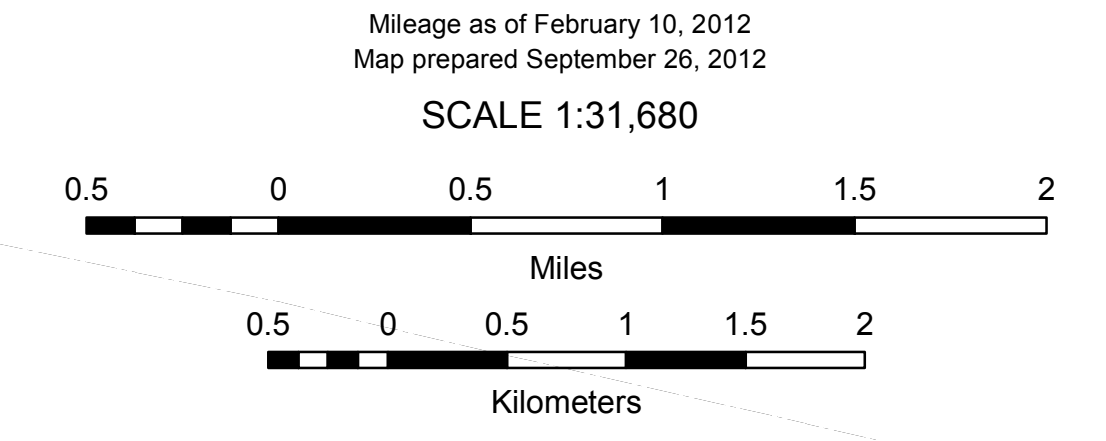 Mileage as of February 10, 2012
Map prepared September 26, 2012
SCALE 1:31,680
0.5 0 0.5 1 1.5 2
Miles
0.5 0 0.5 1 1.5 2
Kilometers